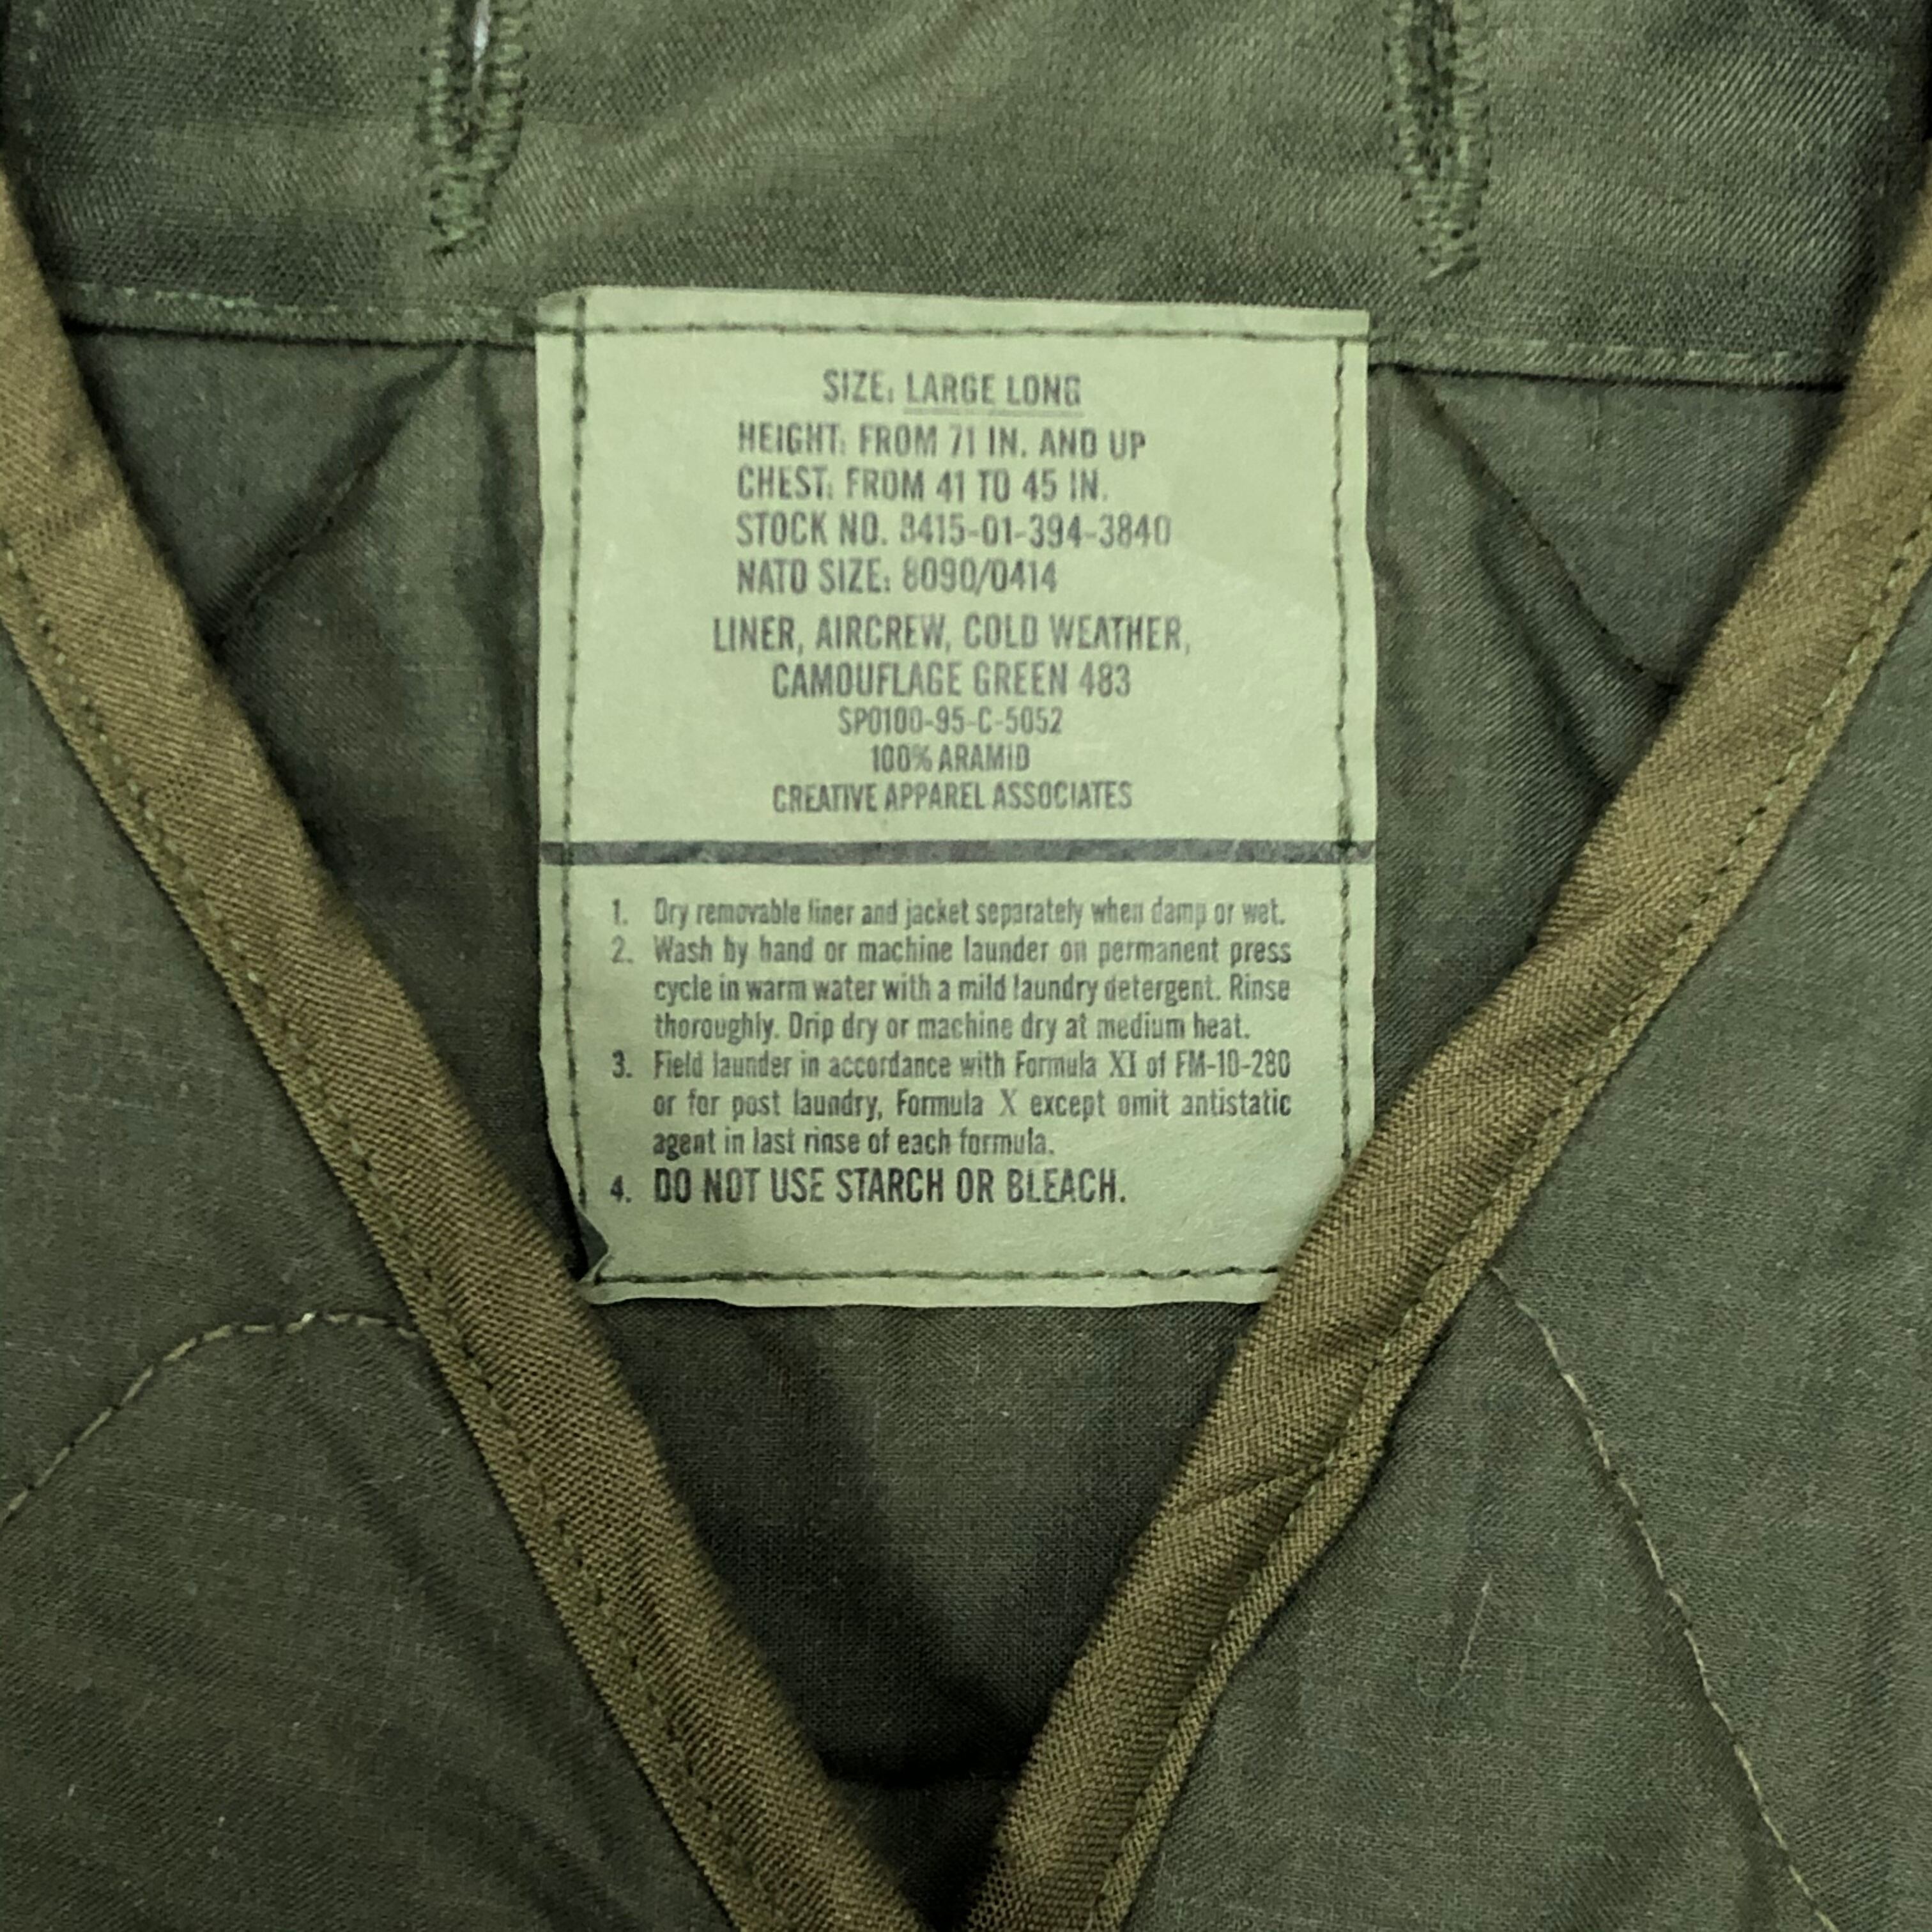 SIZE: LARGE LONG
HEIGHT: FROM 71 IN. AND UP
CHEST: FROM 41 TO 45 IN.
STOCK NO. 8415-01-394-3840
NATO SIZE: 8090/0414
LINER, AIRCREW, COLD WEATHER,
CAMOUFLAGE GREEN 483
SP0100-95-C-5052
100% ARAMID
CREATIVE APPAREL ASSOCIATES
1. Dry removable liner and jacket separately when damp or wet.
2. Wash by hand or machine launder on permanent press
cycle in warm water with a mild laundry detergent. Rinse
thoroughly. Drip dry or machine dry at medium heat.
3. Field launder in accordance with Formula XI of FM-10-280
or for post laundry, Formula X except omit antistatic
agent in last rinse of each formula.
4. DO NOT USE STARCH OR BLEACH.